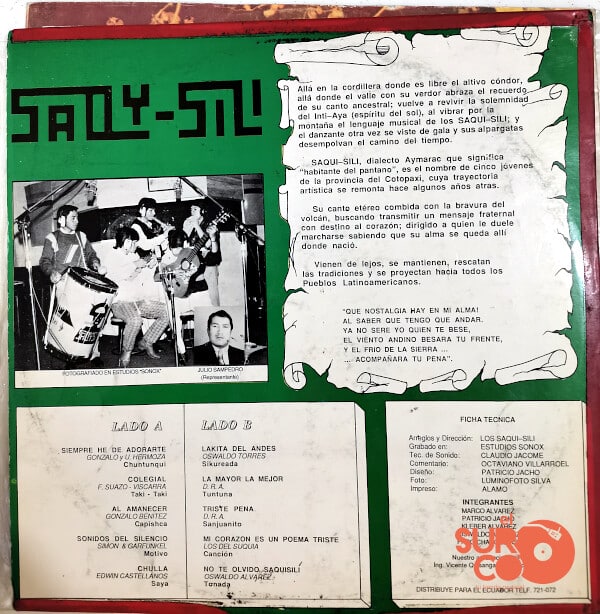 SAQY-SILI
Allá en la cordillera donde es libre el altivo cóndor,
allá donde el valle con su verdor abraza el recuerdo
de su canto ancestral; vuelve a revivir la solemnidad
del Inti-Aya (espíritu del sol), al vibrar por la
montaña el lenguaje musical de los SAQUI-SILI; y
el danzante otra vez se viste de gala y sus alpargatas
desempolvan el camino del tiempo.
SAQUI-SILI, dialecto Aymarac que significa
"habitante del pantano", es el nombre de cinco jóvenes
de la provincia del Cotopaxi, cuya trayectoria
artística se remonta hace algunos años atras.
Su canto etéreo combida con la bravura del
volcán, buscando transmitir un mensaje fraternal
con destino al corazón; dirigido a quien le duele
marcharse sabiendo que su alma se queda allí
donde nació.
Vienen de lejos, se mantienen, rescatan
las tradiciones y se proyectan hacia todos los
Pueblos Latinoamericanos.
"QUE NOSTALGIA HAY EN MI ALMA!
AL SABER QUE TENGO QUE ANDAR.
YA NO SERE YO QUIEN TE BESE,
EL VIENTO ANDINO BESARA TU FRENTE,
Y EL FRIO DE LA SIERRA ...
... ACOMPAÑARA TU PENA".
FOTOGRAFIADO EN ESTUDIOS "SONOX"
JULIO SAMPEDRO
(Representante)
LADO A
SIEMPRE HE DE ADORARTE
GONZALO y U. HERMOZA
Chuntunqui
COLEGIAL
F. SUAZO - VISCARRA
Taki - Taki
AL AMANECER
GONZALO BENITEZ
Capishca
SONIDOS DEL SILENCIO
SIMON & GARFUNKEL
Motivo
CHULLA
EDWIN CASTELLANOS
Saya
LADO B
LAKITA DEL ANDES
OSWALDO TORRES
Sikureada
LA MAYOR LA MEJOR
D. R. A.
Tuntuna
TRISTE PENA
D. R. A.
Sanjuanito
MI CORAZON ES UN POEMA TRISTE
LOS DEL SUQUIA
Canción
NO TE OLVIDO SAQUISILI
OSWALDO ALVAREZ
Tonada
FICHA TECNICA
Arreglos y Dirección: LOS SAQUI-SILI
Grabado en: ESTUDIOS SONOX
Tec. de Sonido: CLAUDIO JACOME
Comentario: OCTAVIANO VILLARROEL
Diseño: PATRICIO JACHO
Foto: LUMINOFOTO SILVA
Impreso: ALAMO
INTEGRANTES
MARCO ALVAREZ
PATRICIO
KLEBER ALVAREZ
Nuestro
Ing. Vicente
DISTRIBUYE PARA EL ECUADOR TELF. 721-072
EL
SURCO